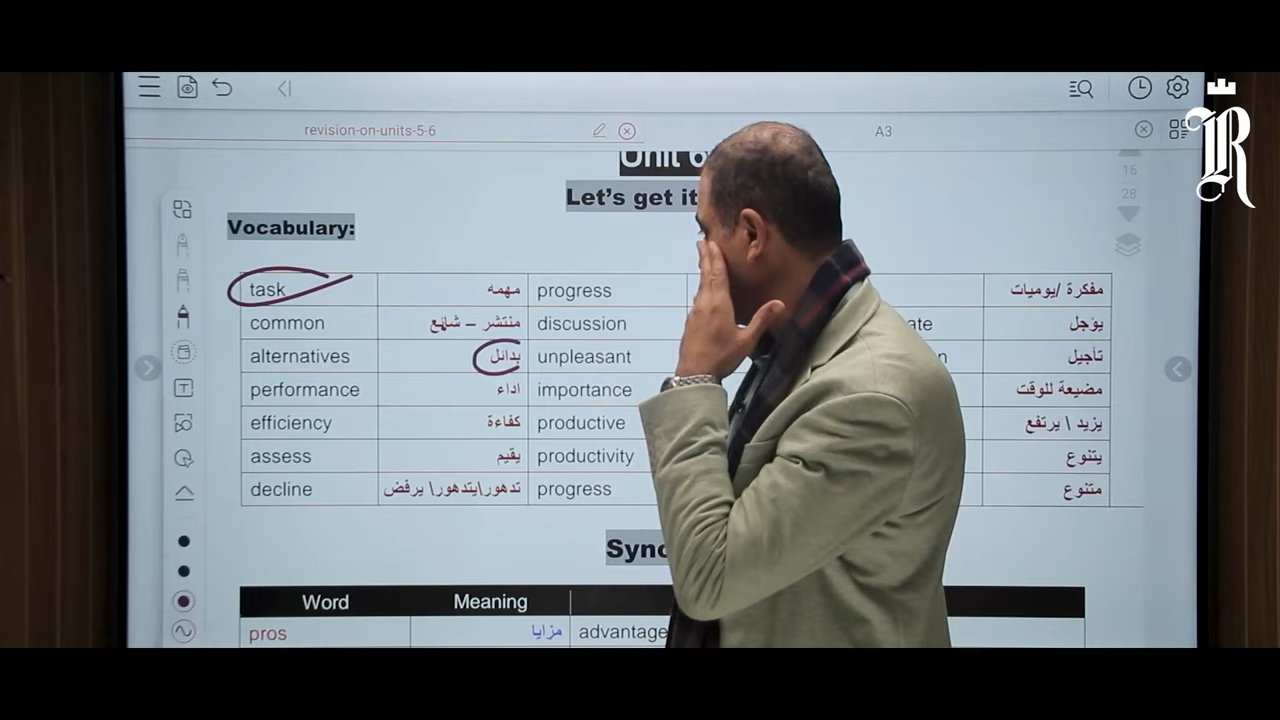 revision-on-units-5-6
A3
Unit 6
16
Let's get it
28
Vocabulary:
task مهمه progress مفكرة /يوميات
common منتشر – شائع discussion ate يؤجل
alternatives بدائل unpleasant n تأجيل
performance اداء importance مضيعة للوقت
efficiency كفاءة productive يزيد \ يرتفع
assess يقيم productivity يتنوع
decline تدهور\يتدهور\ يرفض progress متنوع
Syno
Word Meaning
pros مزايا advantage
R